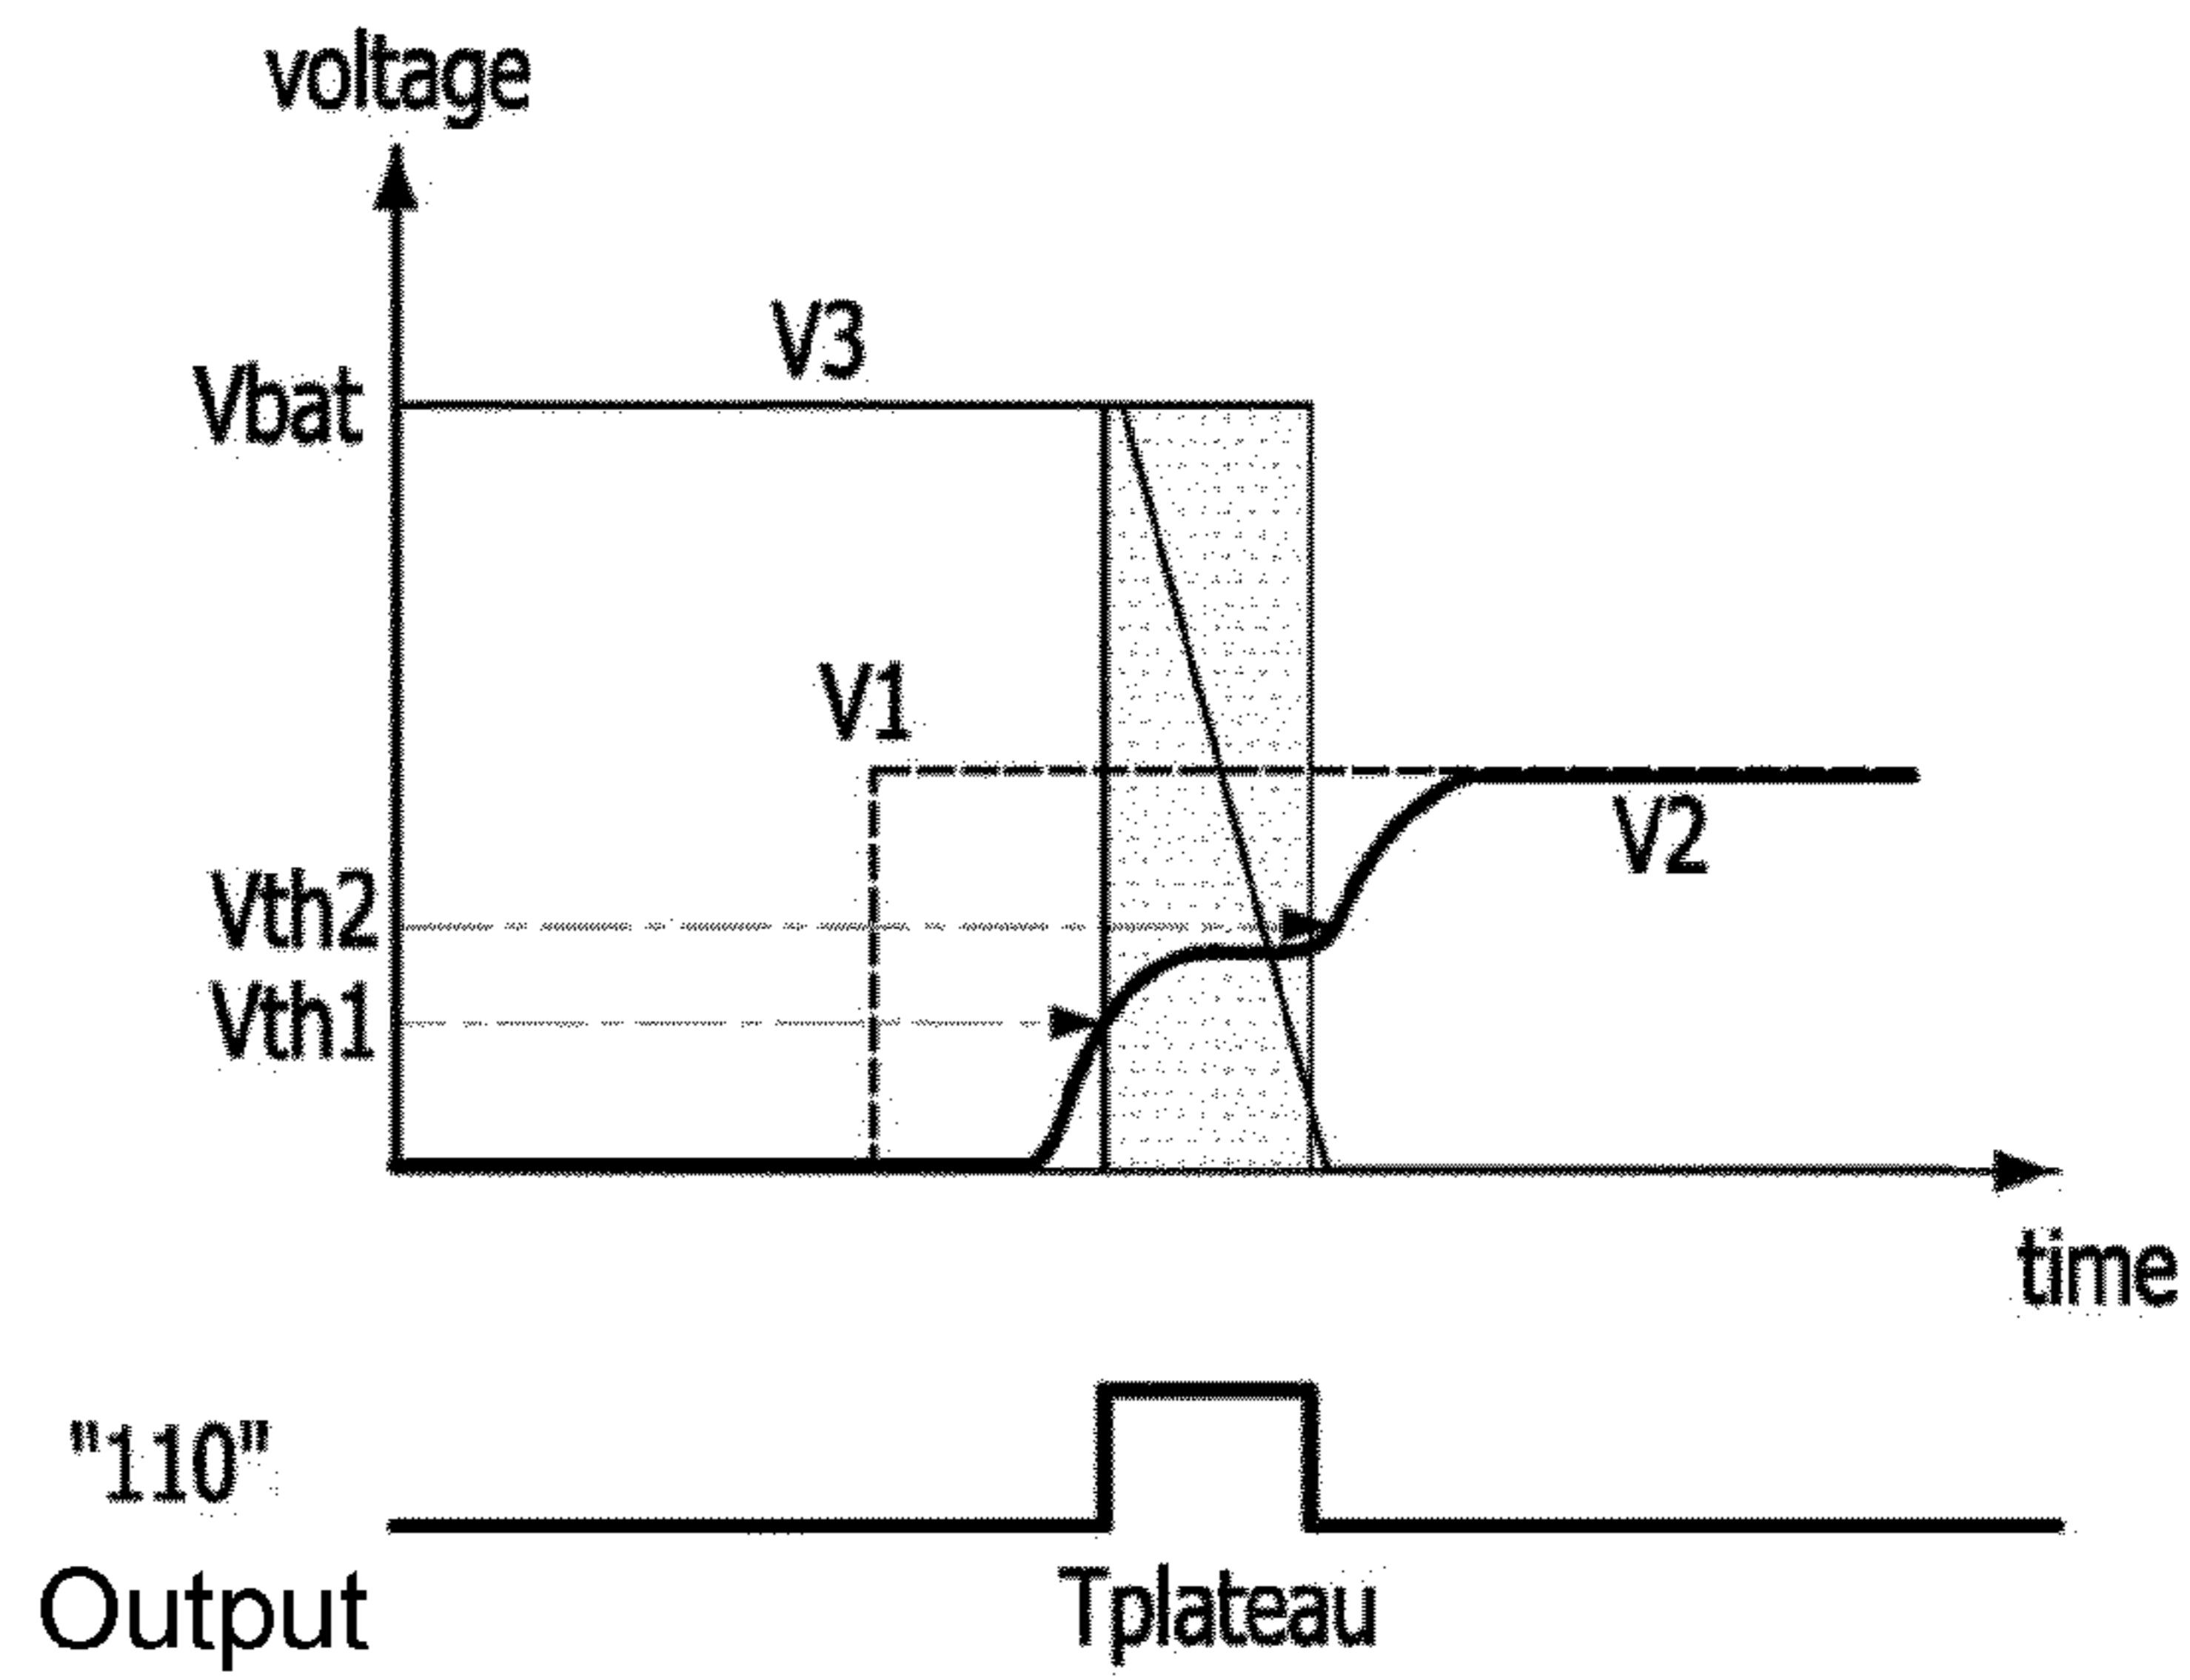 voltage
V3
Vbat
V1
V2
Vth2
Vth1
time
"110"
Output
Tplateau